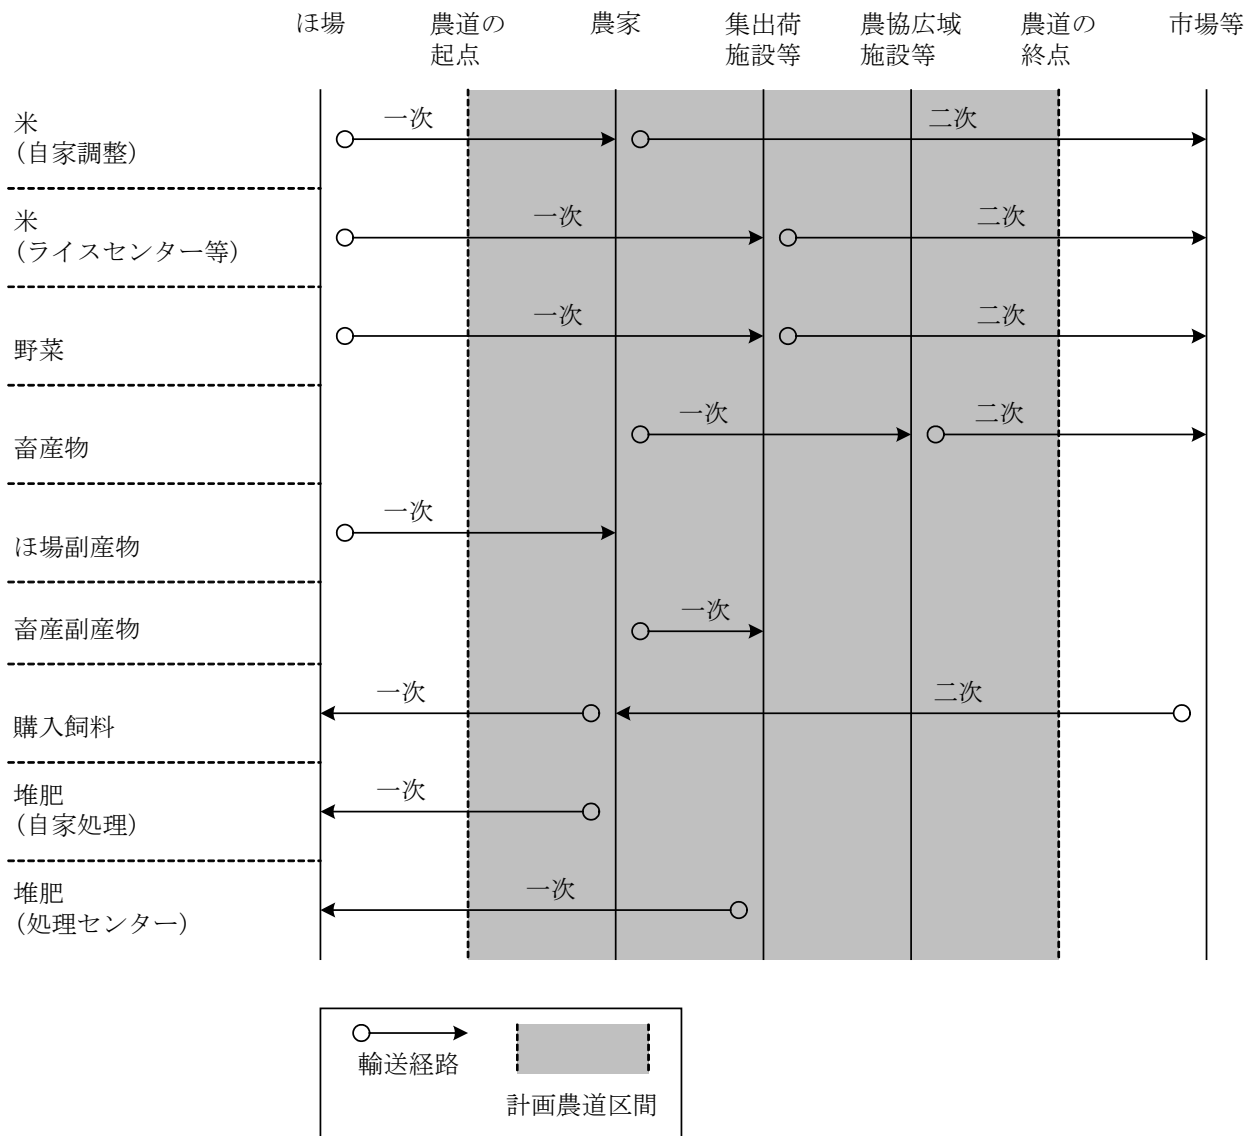 ほ場
農道の
起点
農家
集出荷
施設等
農協広域
施設等
農道の
終点
市場等
米
(自家調整)
一次
二次
米
(ライスセンター等)
一次
二次
野菜
一次
二次
畜産物
一次
二次
ほ場副産物
一次
畜産副産物
一次
購入飼料
一次
二次
堆肥
(自家処理)
一次
堆肥
(処理センター)
一次
輸送経路
計画農道区間